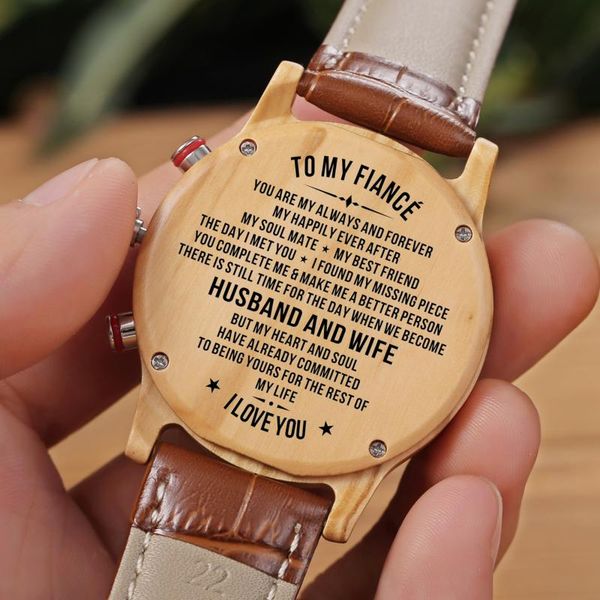 TO MY FIANCÉ
YOU ARE MY ALWAYS AND FOREVER
MY HAPPILY EVER AFTER
MY SOUL MATE ★ MY BEST FRIEND
THE DAY I MET YOU ★ I FOUND MY MISSING PIECE
YOU COMPLETE ME & MAKE ME A BETTER PERSON
THERE IS STILL TIME FOR THE DAY WHEN WE BECOME
HUSBAND AND WIFE
BUT MY HEART AND SOUL
HAVE ALREADY COMMITTED
TO BEING YOURS FOR THE REST OF
MY LIFE
I LOVE YOU
22